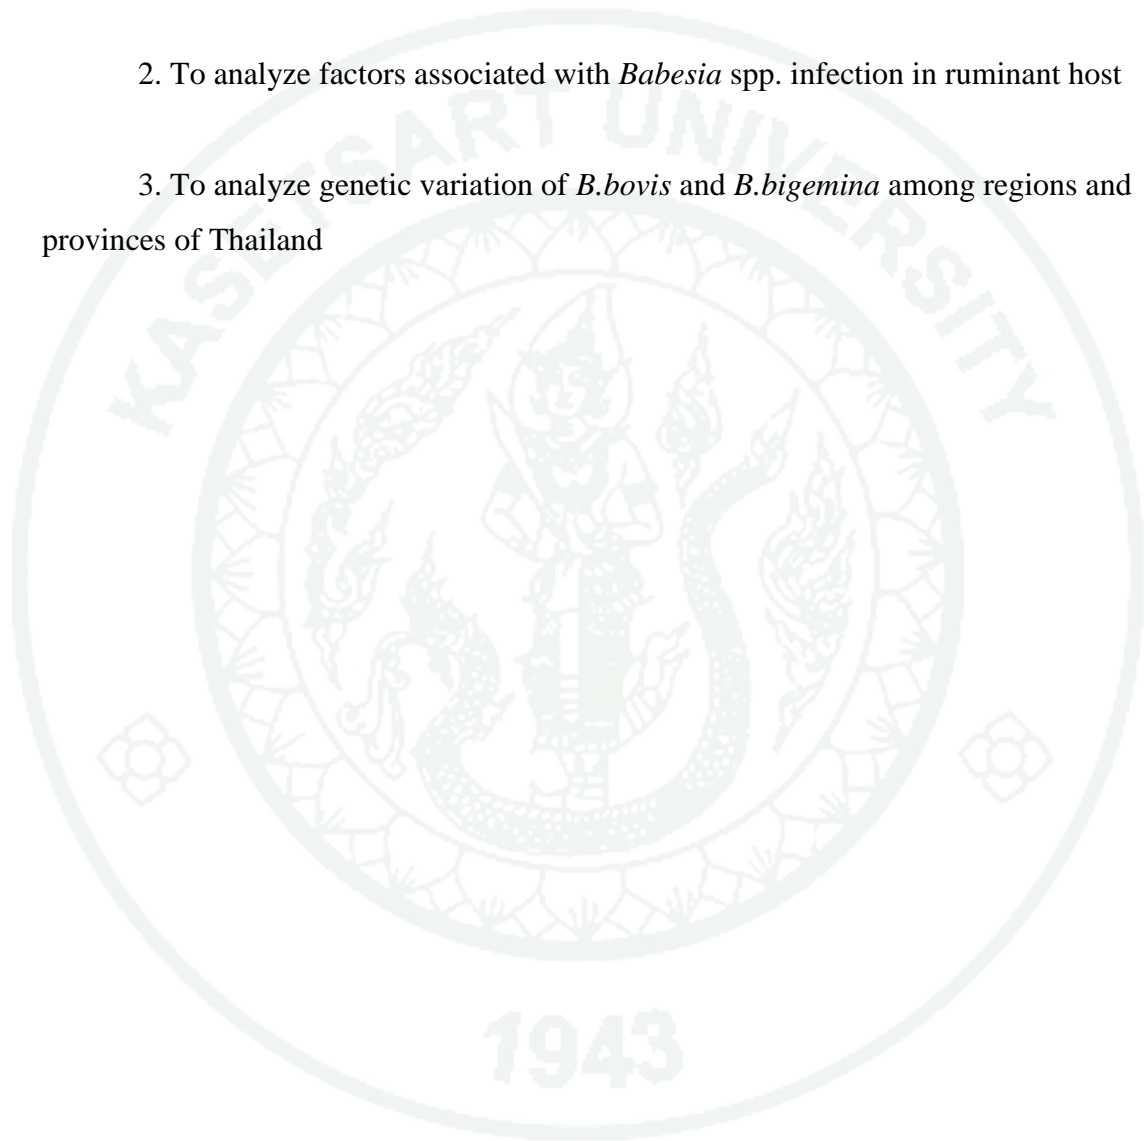 2. To analyze factors associated with Babesia spp. infection in ruminant host
3. To analyze genetic variation of B.bovis and B.bigemina among regions and
provinces of Thailand
KASETSART UNIVERSITY
1943